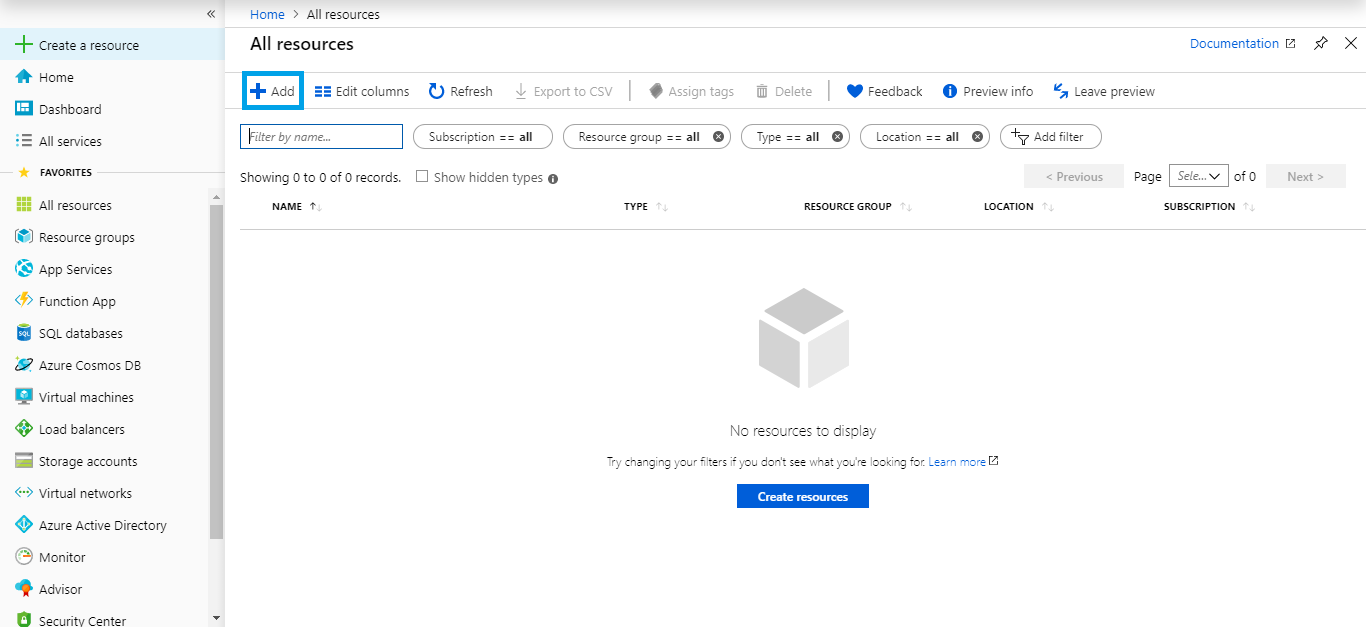 «
Home > All resources
Create a resource
Home
Dashboard
All services
FAVORITES
All resources
Resource groups
App Services
Function App
SQL databases
SQL
Azure Cosmos DB
Virtual machines
Load balancers
Storage accounts
Virtual networks
Azure Active Directory
Monitor
Advisor
Security Center
All resources
Documentation
Add Edit columns Refresh Export to CSV Assign tags Delete Feedback Preview info Leave preview
Filter by name... Subscription == all Resource group == all Type == all Location == all Add filter
Showing 0 to 0 of 0 records. Show hidden types < Previous Page Sele... of 0 Next >
NAME TYPE RESOURCE GROUP LOCATION SUBSCRIPTION
No resources to display
Try changing your filters if you don't see what you're looking for. Learn more
Create resources